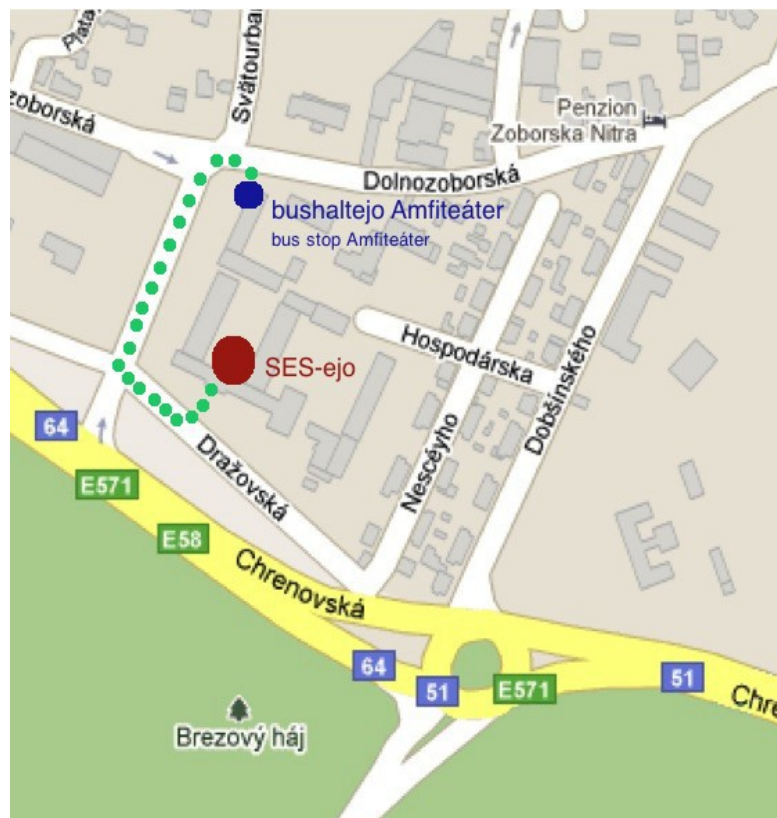 Svätourba
zoborská
Penzion
Zoborska Nitra
Dolnozoborská
bushaltejo Amfiteáter
bus stop Amfiteáter
Hospodárska
SES-ejo
Dobšinského
Nescéyho
64
Dražovská
E571
E58
Chrenovská
64
51
E571
51
Chre
Brezový háj